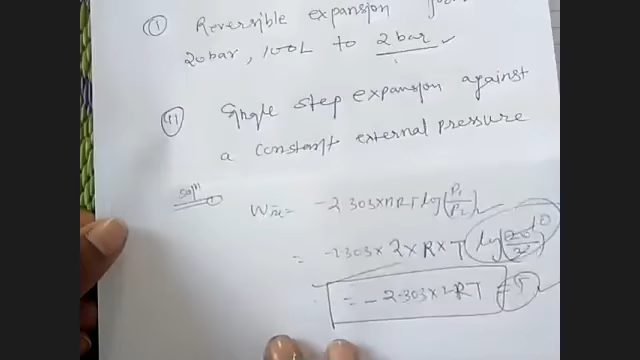 (i) Reversible expansion from
20bar, 100L to 2 bar
(ii) Single step expansion against
a constant external pressure
Soln
W = -2.303 × nRT log(P₁/P₂)
= -2.303 × 2 × R × T log(20/2)
= -2.303 × 2RT